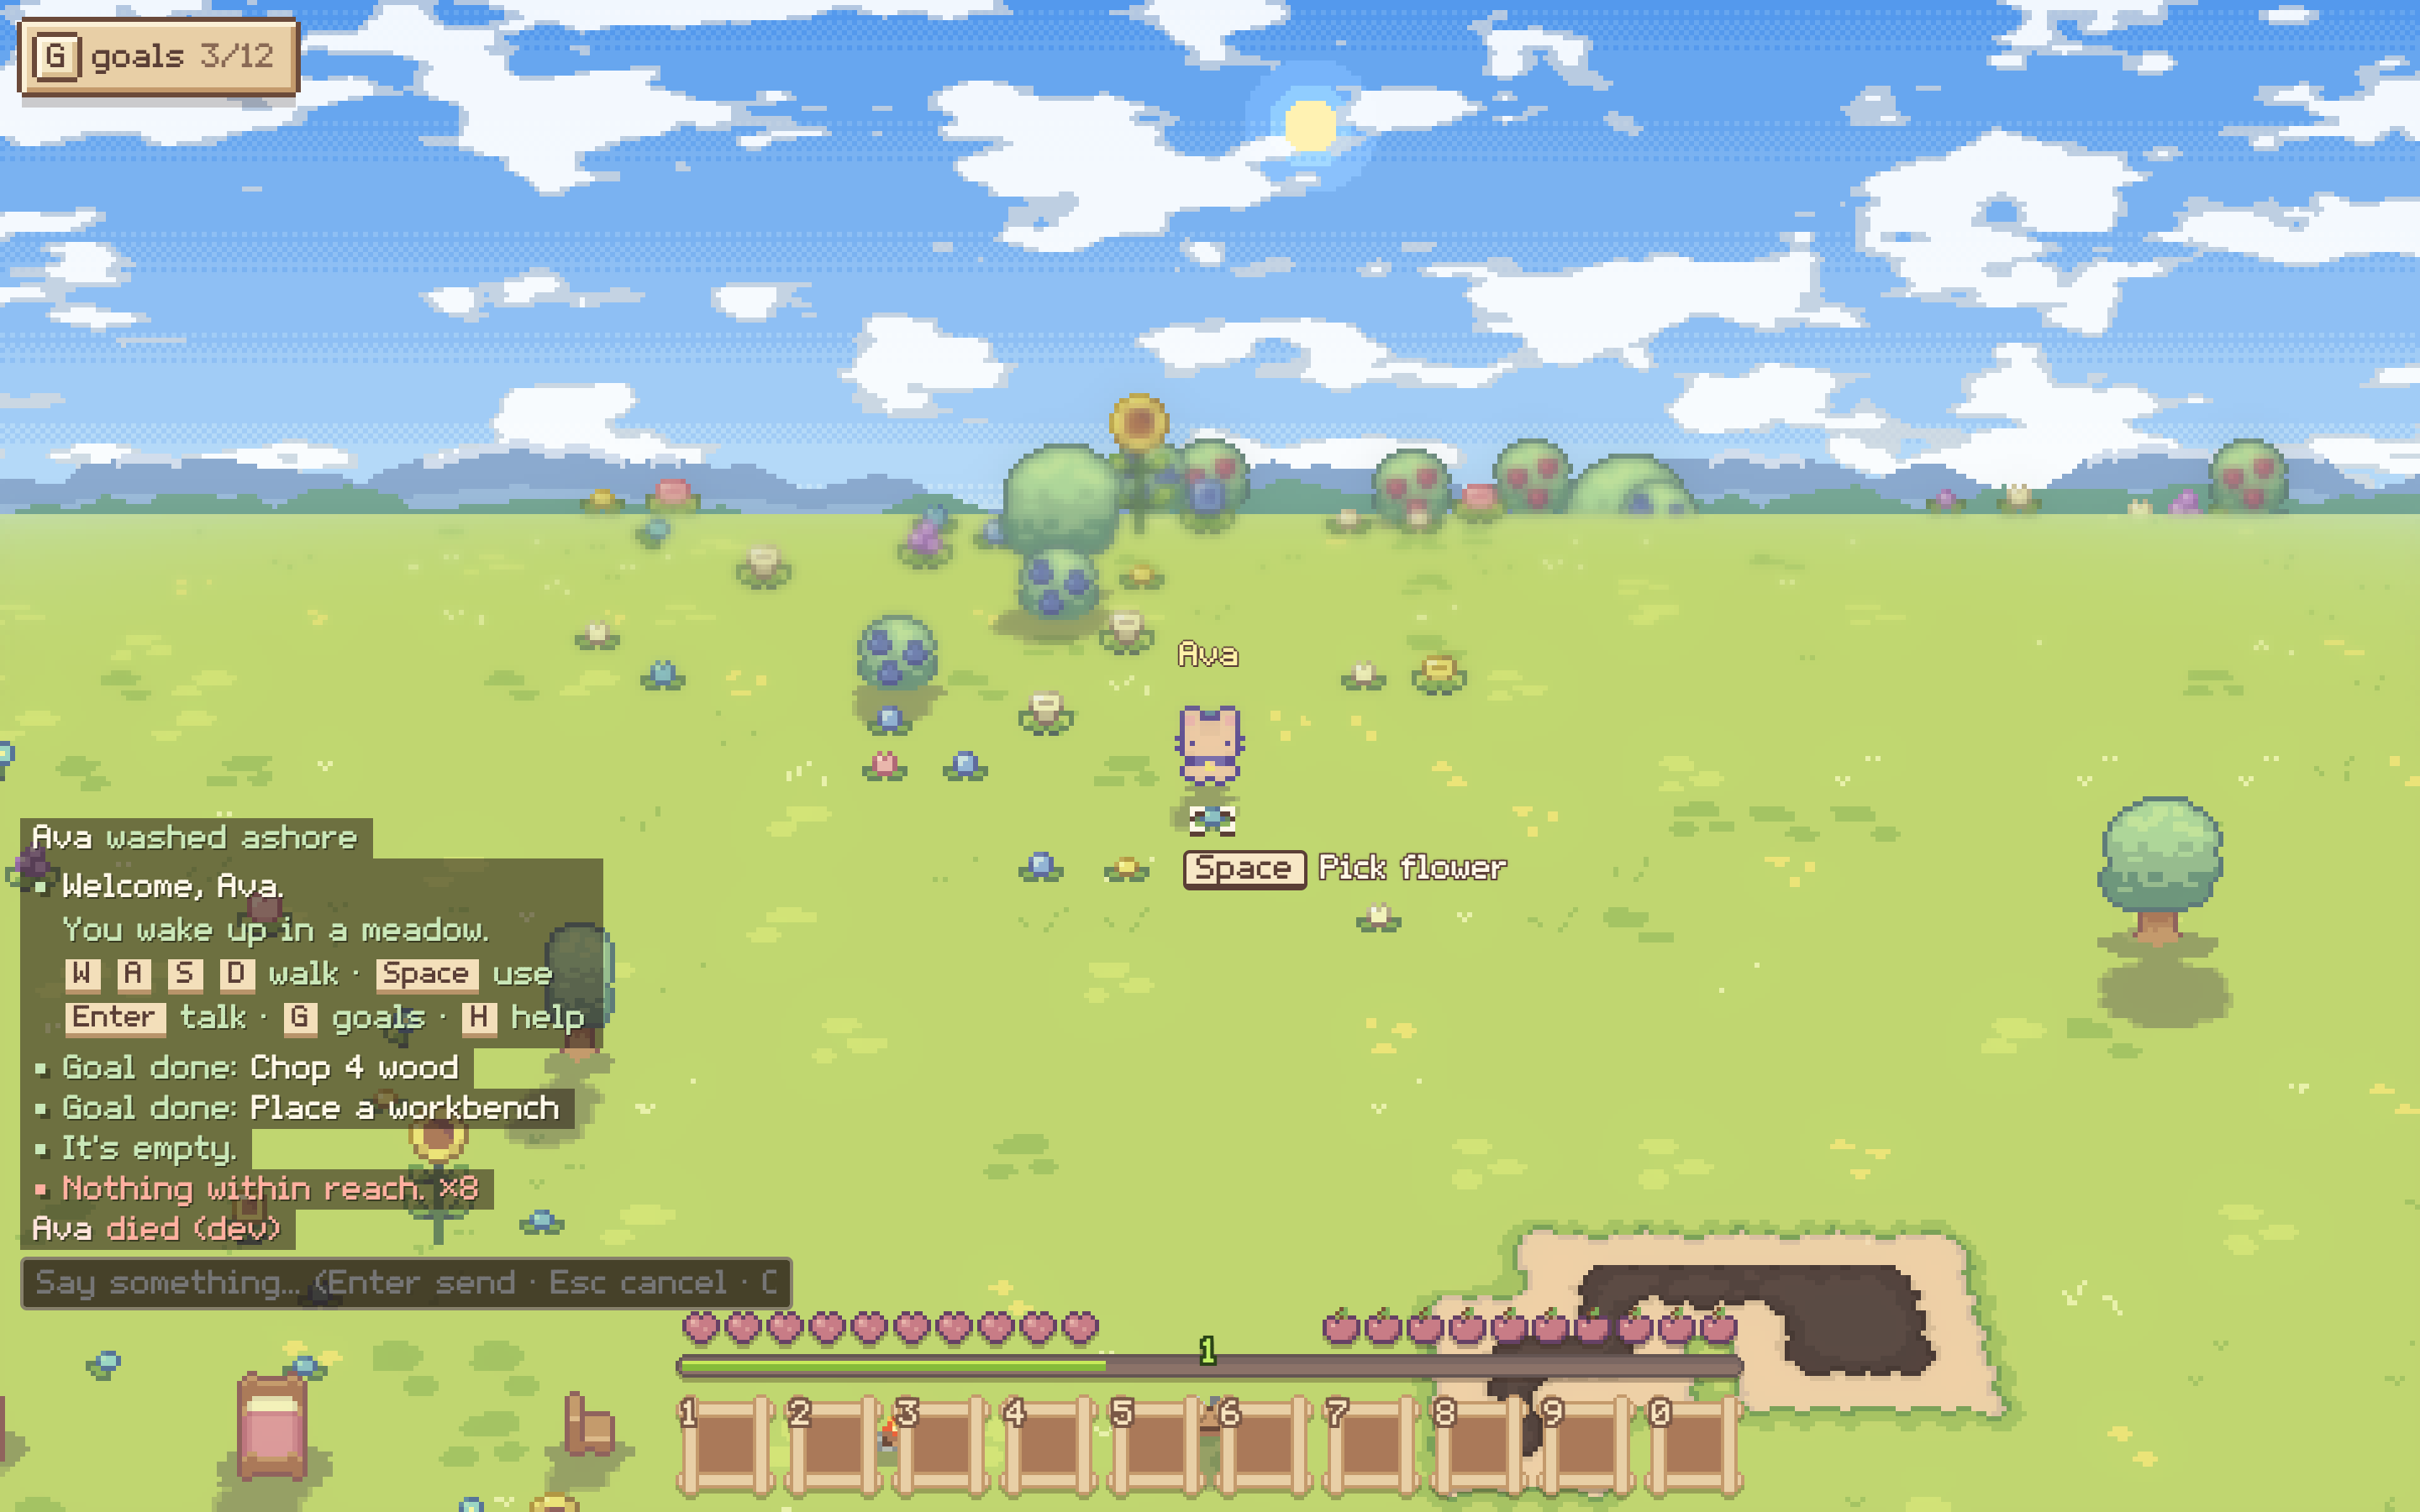 G goals 3/12
Ava
Space Pick flower
Ava washed ashore
Welcome, Ava.
You wake up in a meadow.
W A S D walk · Space use
Enter talk · G goals · H help
Goal done: Chop 4 wood
Goal done: Place a workbench
It's empty.
Nothing within reach. ×8
Ava died (dev)
Say something... (Enter send · Esc cancel · C
1
1 2 3 4 5 6 7 8 9 0